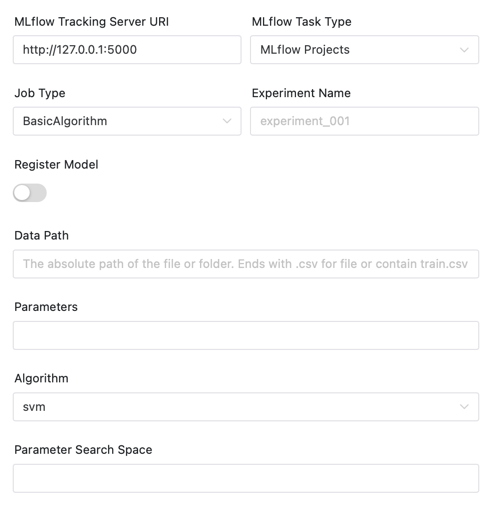 MLflow Tracking Server URI MLflow Task Type
http://127.0.0.1:5000 MLflow Projects
Job Type Experiment Name
BasicAlgorithm experiment_001
Register Model
Data Path
The absolute path of the file or folder. Ends with .csv for file or contain train.csv
Parameters
Algorithm
svm
Parameter Search Space